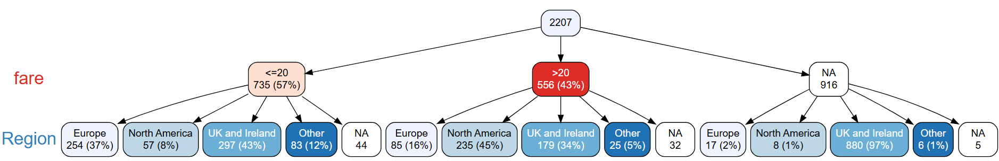 2207
fare
<=20
735 (57%)
>20
556 (43%)
NA
916
Region
Europe
254 (37%)
North America
57 (8%)
UK and Ireland
297 (43%)
Other
83 (12%)
NA
44
Europe
85 (16%)
North America
235 (45%)
UK and Ireland
179 (34%)
Other
25 (5%)
NA
32
Europe
17 (2%)
North America
8 (1%)
UK and Ireland
880 (97%)
Other
6 (1%)
NA
5